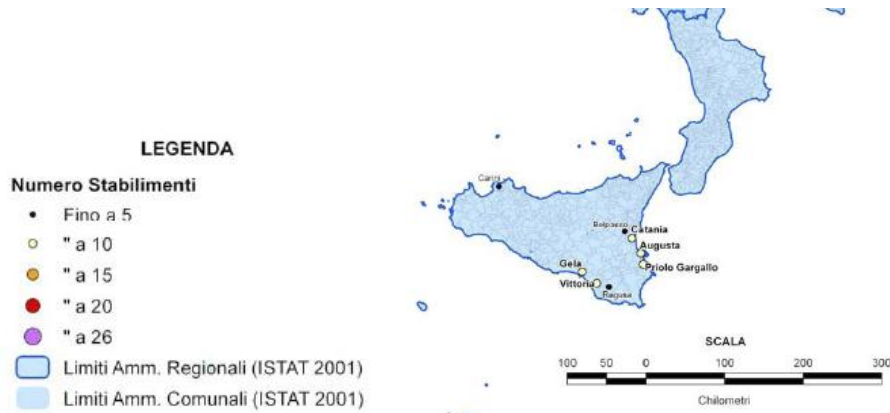 LEGENDA
Numero Stabilimenti
Fino a 5
" a 10
" a 15
" a 20
" a 26
Limiti Amm. Regionali (ISTAT 2001)
Limiti Amm. Comunali (ISTAT 2001)
Carini
Belpasso
Catania
Augusta
Gela
Priolo Gargallo
Vittoria
Ragusa
SCALA
100 50 0 100 200 300
Chilometri